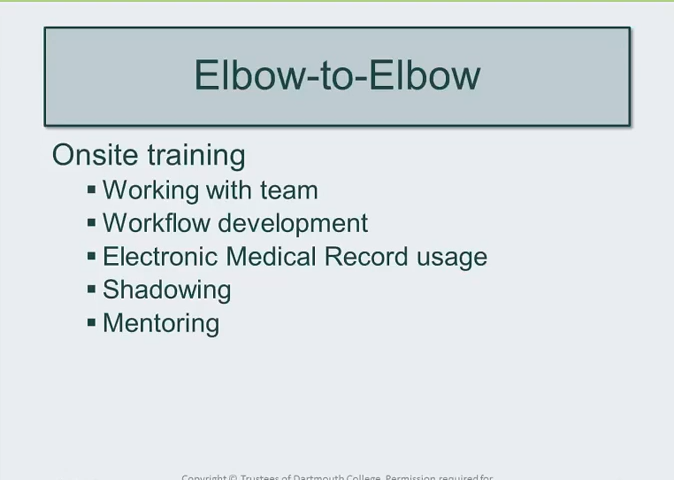 Elbow-to-Elbow
Onsite training
▪ Working with team
▪ Workflow development
▪ Electronic Medical Record usage
▪ Shadowing
▪ Mentoring
Copyright © Trustees of Dartmouth College. Permission required for